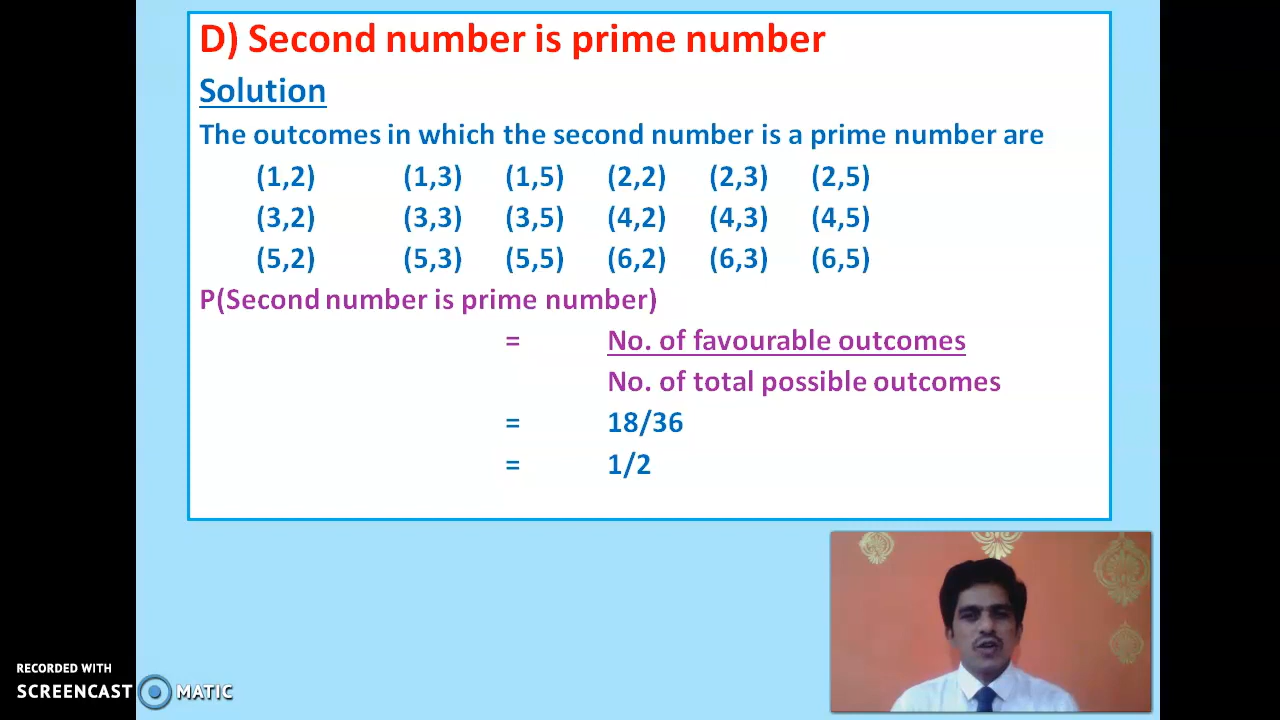 D) Second number is prime number
Solution
The outcomes in which the second number is a prime number are
(1,2) (1,3) (1,5) (2,2) (2,3) (2,5)
(3,2) (3,3) (3,5) (4,2) (4,3) (4,5)
(5,2) (5,3) (5,5) (6,2) (6,3) (6,5)
P(Second number is prime number)
= No. of favourable outcomes
No. of total possible outcomes
= 18/36
= 1/2
RECORDED WITH
SCREENCAST MATIC